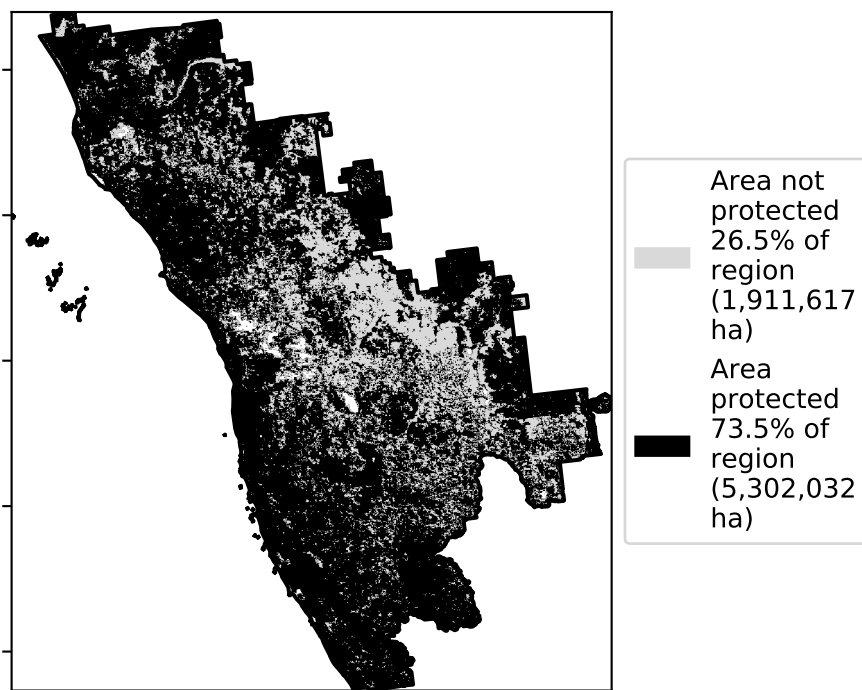 Area not
protected
26.5% of
region
(1,911,617
ha)
Area
protected
73.5% of
region
(5,302,032
ha)